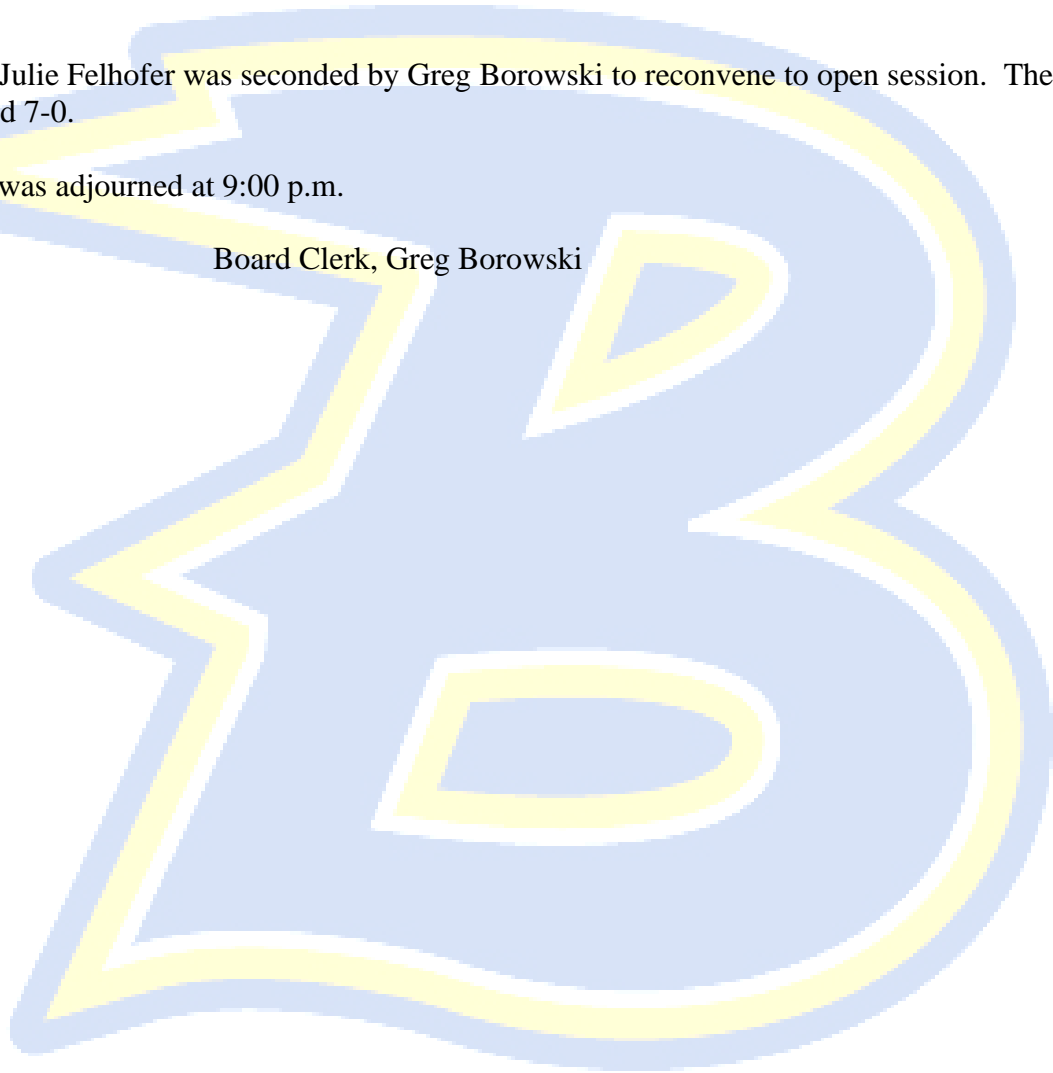 Julie Felhofer was seconded by Greg Borowski to reconvene to open session. The
d 7-0.
was adjourned at 9:00 p.m.
Board Clerk, Greg Borowski
B